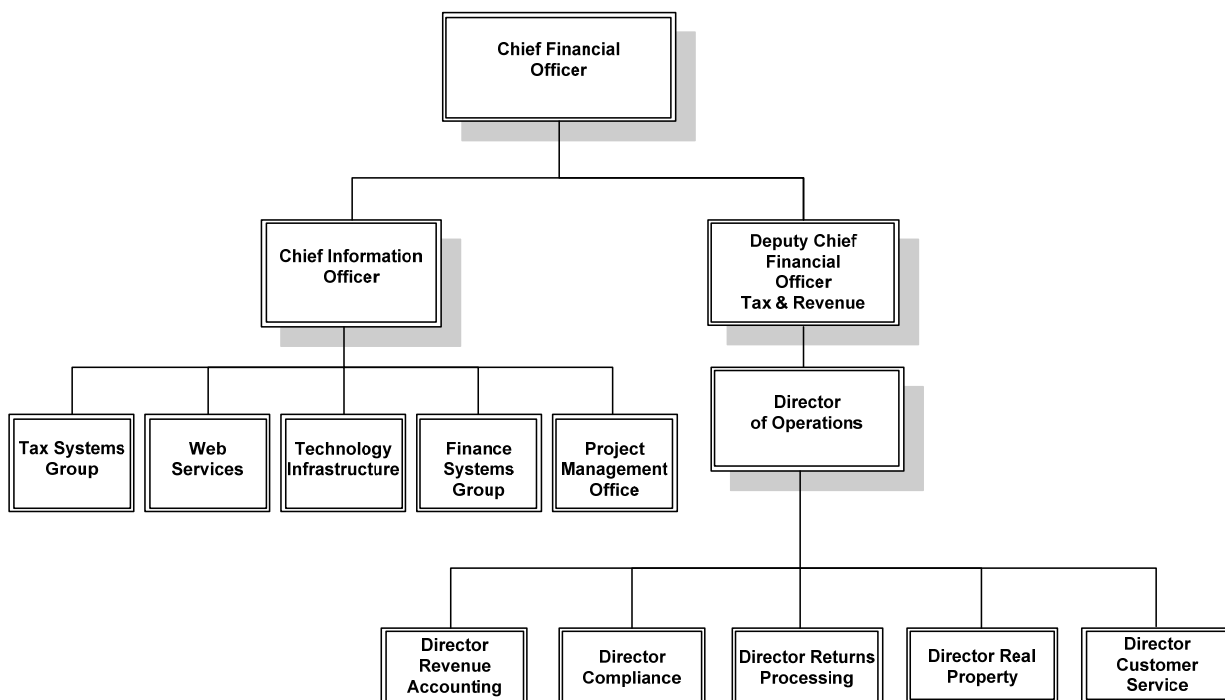 Chief Financial
Officer
Chief Information
Officer
Deputy Chief
Financial
Officer
Tax & Revenue
Tax Systems
Group
Web
Services
Technology
Infrastructure
Finance
Systems
Group
Project
Management
Office
Director
of Operations
Director
Revenue
Accounting
Director
Compliance
Director Returns
Processing
Director Real
Property
Director
Customer
Service